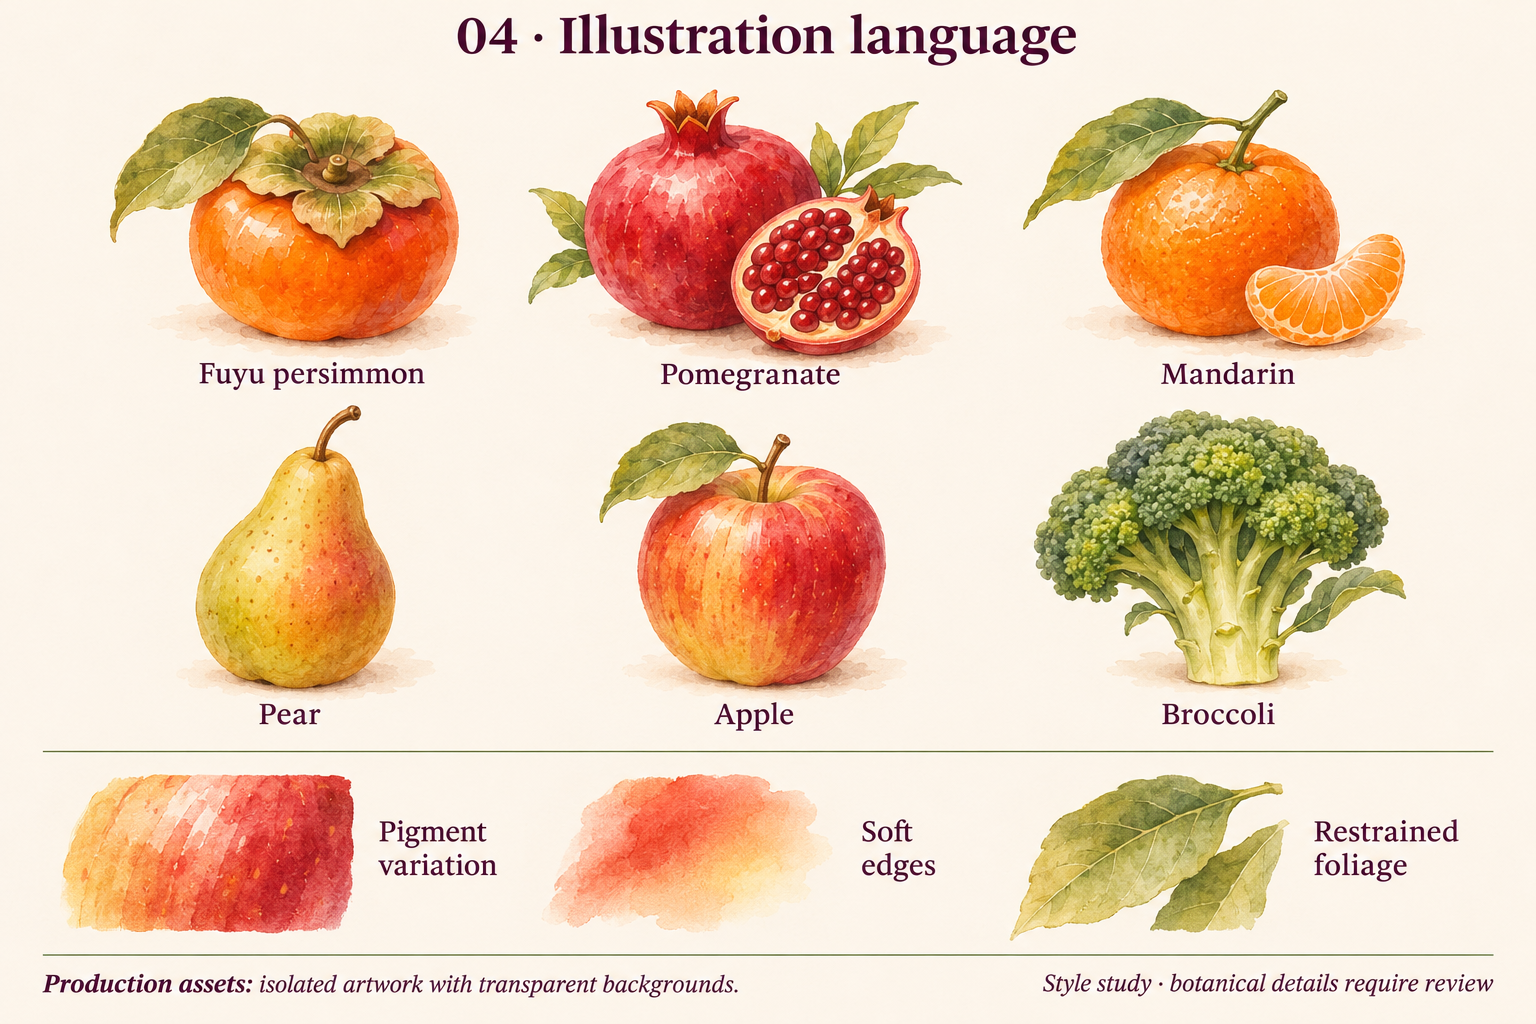 04 · Illustration language
Fuyu persimmon
Pomegranate
Mandarin
Pear
Apple
Broccoli
Pigment
variation
Soft
edges
Restrained
foliage
Production assets: isolated artwork with transparent backgrounds.
Style study · botanical details require review